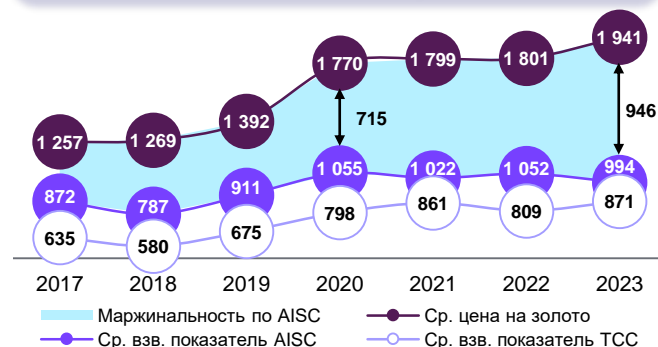 1 257 1 269 1 392 1 770 1 799 1 801 1 941
715 946
872 787 911 1 055 1 022 1 052 994
635 580 675 798 861 809 871
2017 2018 2019 2020 2021 2022 2023
Маржинальность по AISC Ср. цена на золото
Ср. взв. показатель AISC Ср. взв. показатель TCC